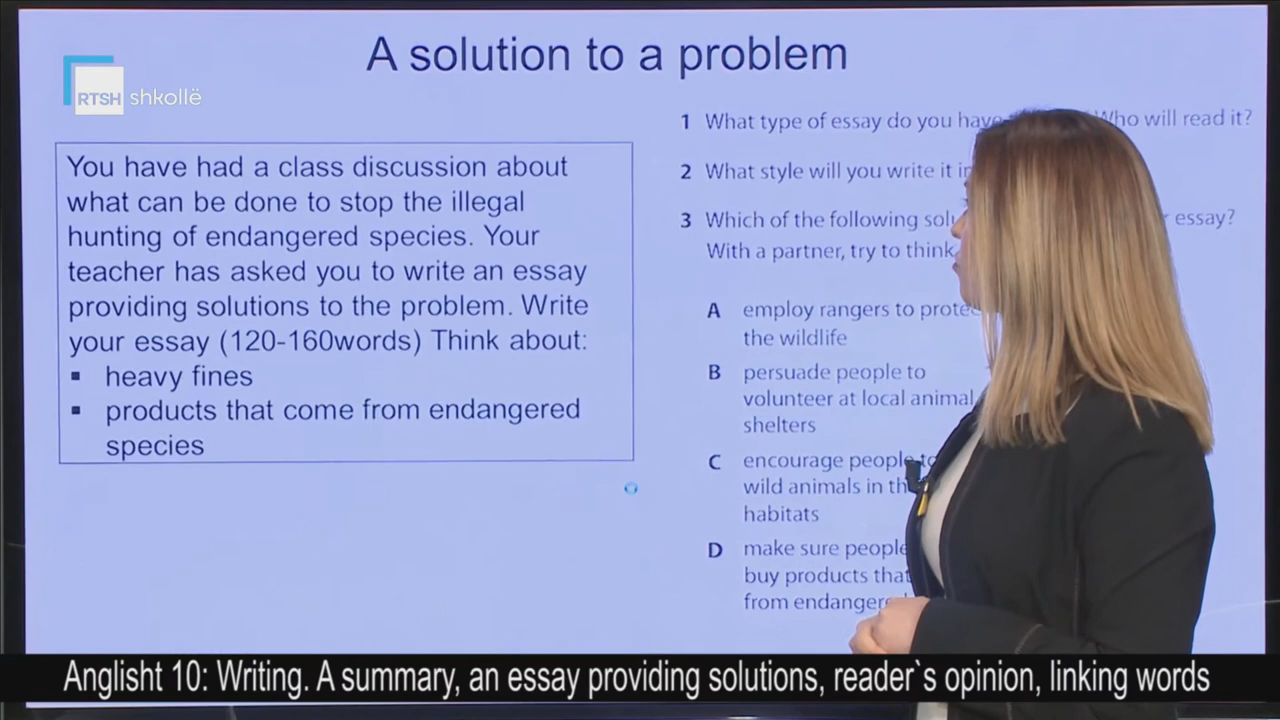 A solution to a problem
RTSH shkollë
You have had a class discussion about
what can be done to stop the illegal
hunting of endangered species. Your
teacher has asked you to write an essay
providing solutions to the problem. Write
your essay (120-160words) Think about:
▪ heavy fines
▪ products that come from endangered
species
1 What type of essay do you have Who will read it?
2 What style will you write it
3 Which of the following essay?
With a partner, try to think
A employ rangers to
the wildlife
B persuade people to
volunteer at local animal
shelters
C encourage people
wild animals in
habitats
D make sure people
buy products that
from
Anglisht 10: Writing. A summary, an essay providing solutions, reader`s opinion, linking words